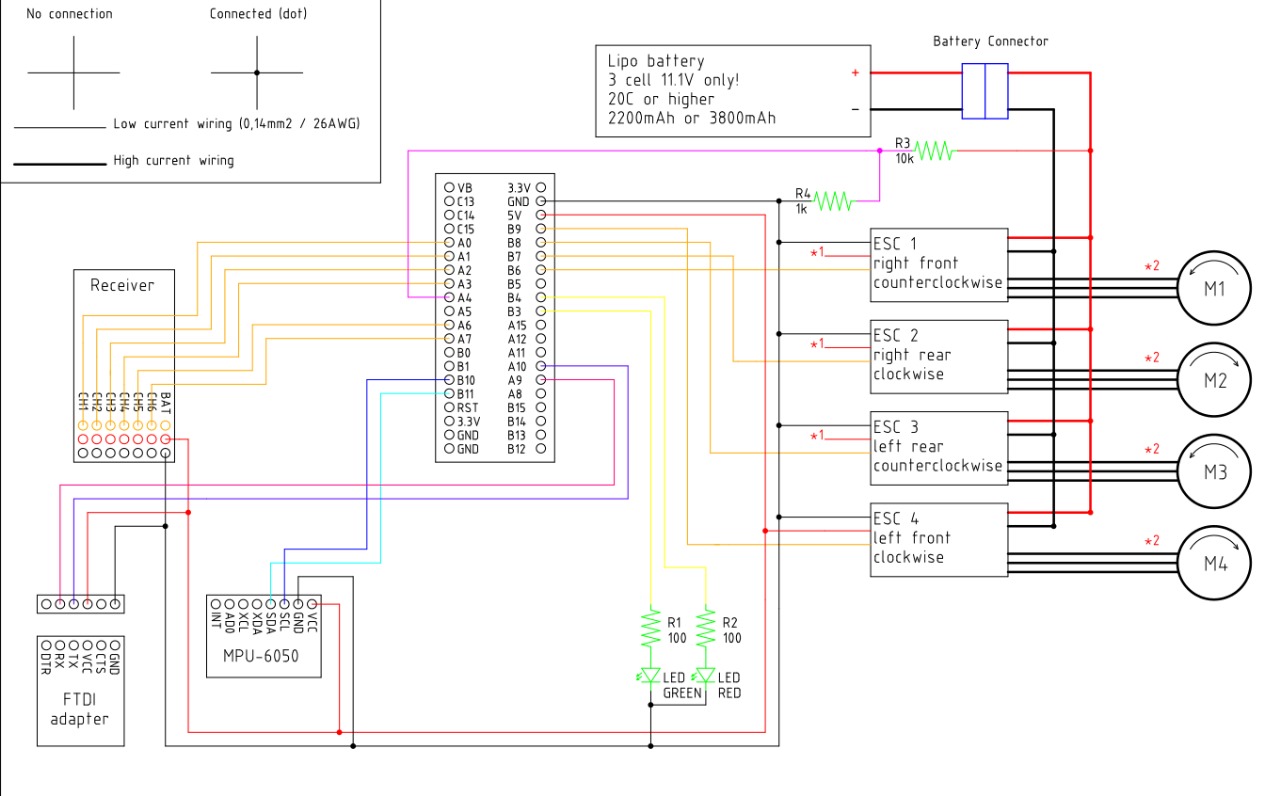 No connection
Connected (dot)
Low current wiring (0,14mm2 / 26AWG)
High current wiring
Battery Connector
Lipo battery
3 cell 11.1V only!
20C or higher
2200mAh or 3800mAh
+
−
R3
10k
R4
1k
VB 3.3V
C13 GND
C14 5V
C15 B9
A0 B8
A1 B7
A2 B6
A3 B5
A4 B4
A5 B3
A6 A15
A7 A12
B0 A11
B1 A10
B10 A9
B11 A8
RST B15
3.3V B14
GND B13
GND B12
Receiver
CH1 CH2 CH3 CH4 CH5 CH6 BAT
ESC 1
right front
counterclockwise
*1
*2
M1
ESC 2
right rear
clockwise
*1
*2
M2
ESC 3
left rear
counterclockwise
*1
*2
M3
ESC 4
left front
clockwise
*2
M4
INT AD0 XCL XDA SDA SCL GND VCC
MPU-6050
DTR RX TX VCC CTS GND
FTDI
adapter
R1
100
R2
100
LED
GREEN
LED
RED